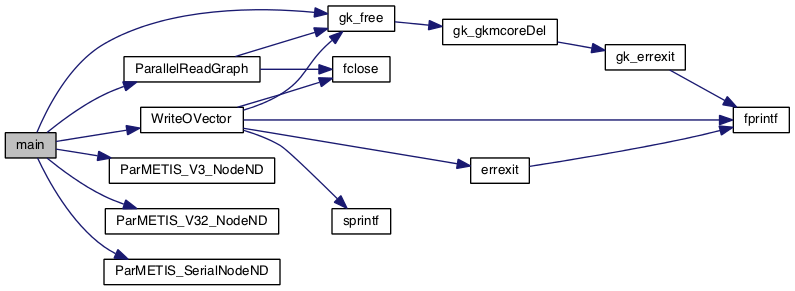 main
gk_free
ParallelReadGraph
WriteOVector
ParMETIS_V3_NodeND
ParMETIS_V32_NodeND
ParMETIS_SerialNodeND
fclose
sprintf
gk_gkmcoreDel
errexit
gk_errexit
fprintf